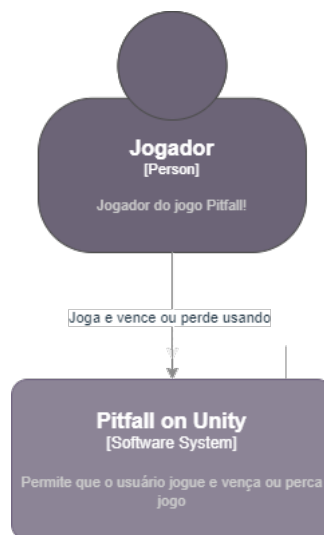 Jogador
[Person]
Jogador do jogo Pitfall!
Joga e vence ou perde usando
Pitfall on Unity
[Software System]
Permite que o usuário jogue e vença ou perca
jogo